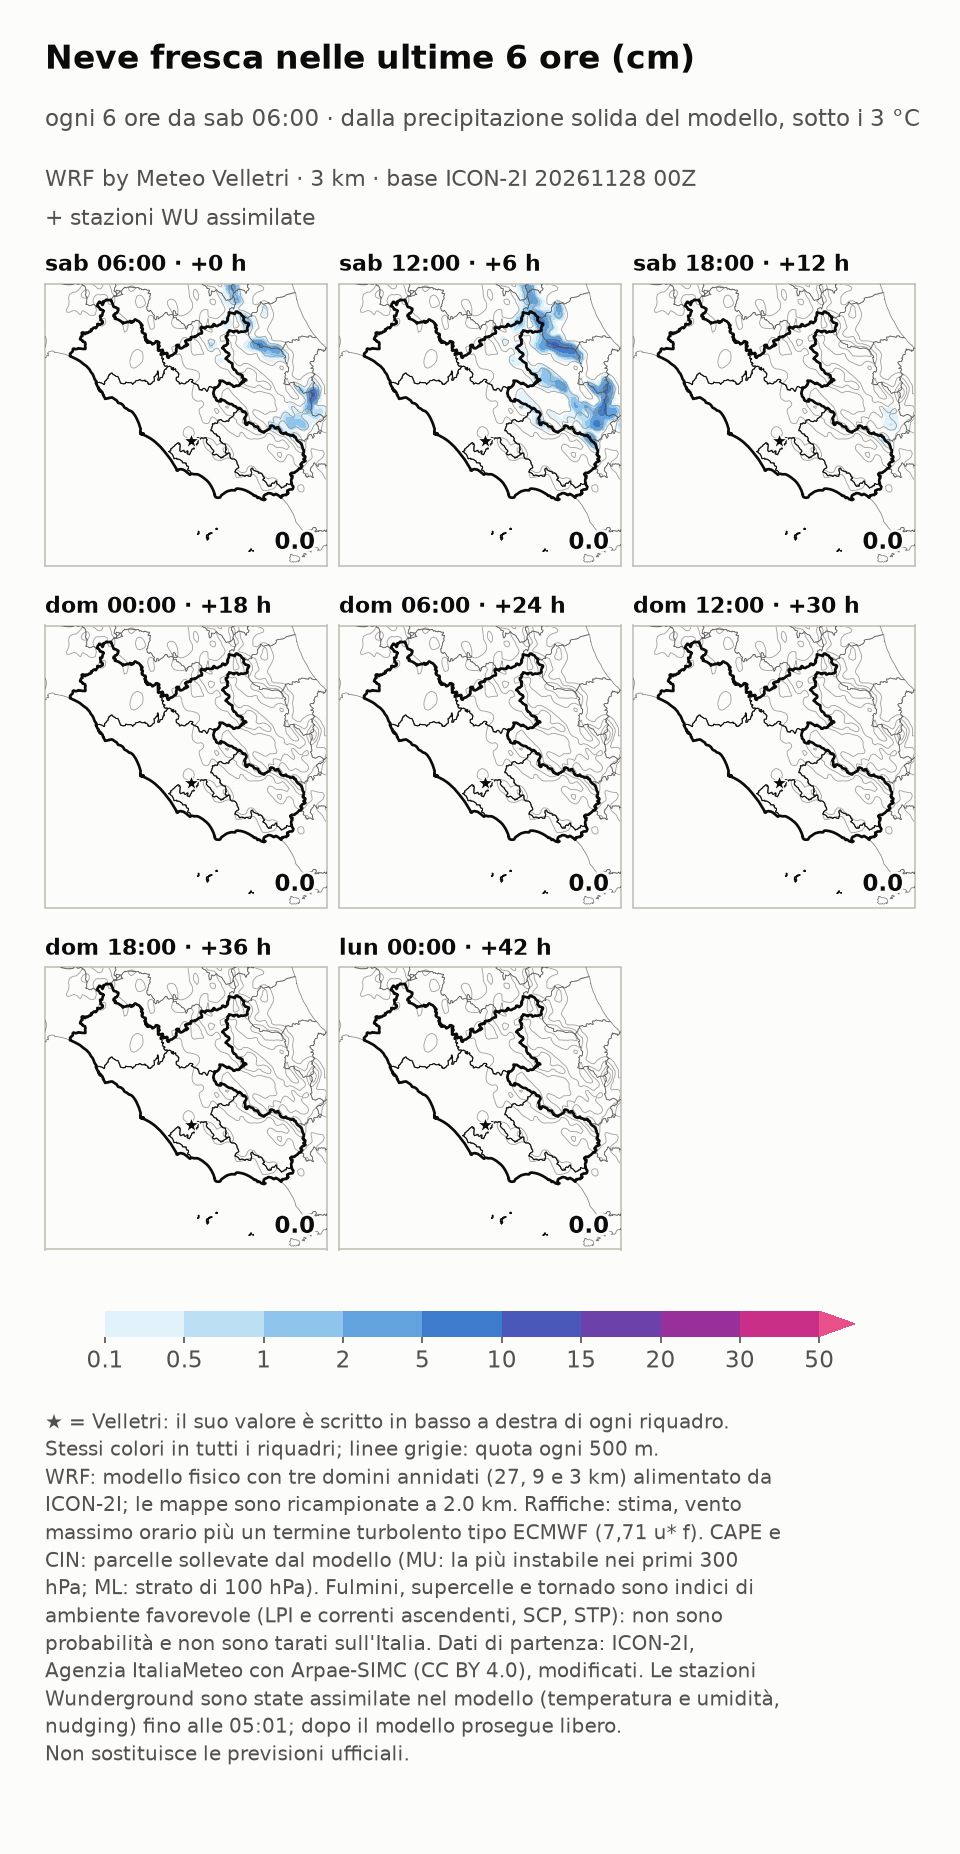 Neve fresca nelle ultime 6 ore (cm)
ogni 6 ore da sab 06:00 · dalla precipitazione solida del modello, sotto i 3 °C
WRF by Meteo Velletri · 3 km · base ICON-2I 20261128 00Z
+ stazioni WU assimilate
sab 06:00 · +0 h
sab 12:00 · +6 h
sab 18:00 · +12 h
0.0
0.0
0.0
dom 00:00 · +18 h
dom 06:00 · +24 h
dom 12:00 · +30 h
0.0
0.0
0.0
dom 18:00 · +36 h
lun 00:00 · +42 h
0.0
0.0
0.1 0.5 1 2 5 10 15 20 30 50
★ = Velletri: il suo valore è scritto in basso a destra di ogni riquadro.
Stessi colori in tutti i riquadri; linee grigie: quota ogni 500 m.
WRF: modello fisico con tre domini annidati (27, 9 e 3 km) alimentato da
ICON-2I; le mappe sono ricampionate a 2.0 km. Raffiche: stima, vento
massimo orario più un termine turbolento tipo ECMWF (7,71 u* f). CAPE e
CIN: parcelle sollevate dal modello (MU: la più instabile nei primi 300
hPa; ML: strato di 100 hPa). Fulmini, supercelle e tornado sono indici di
ambiente favorevole (LPI e correnti ascendenti, SCP, STP): non sono
probabilità e non sono tarati sull'Italia. Dati di partenza: ICON-2I,
Agenzia ItaliaMeteo con Arpae-SIMC (CC BY 4.0), modificati. Le stazioni
Wunderground sono state assimilate nel modello (temperatura e umidità,
nudging) fino alle 05:01; dopo il modello prosegue libero.
Non sostituisce le previsioni ufficiali.